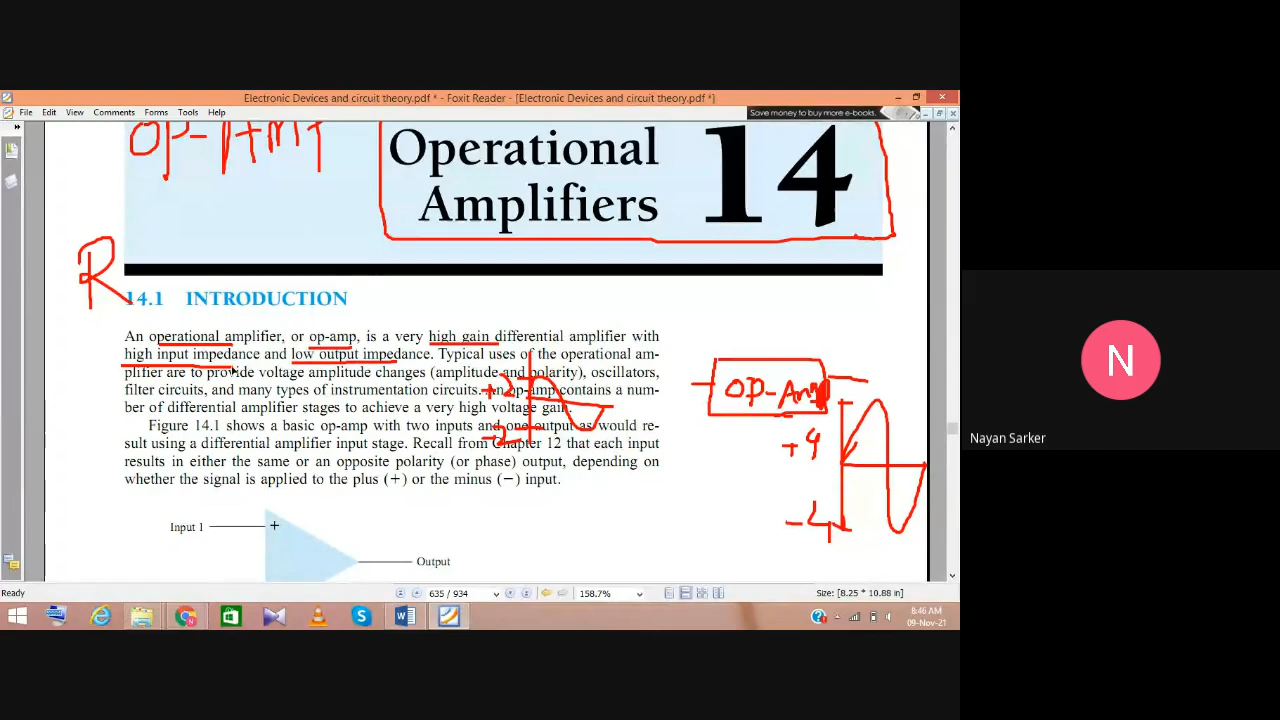 Electronic Devices and circuit theory.pdf * - Foxit Reader - [Electronic Devices and circuit theory.pdf *]
File Edit View Comments Forms Tools Help
Save money to buy more e-books.
OP-AMP
Operational
Amplifiers
14
R
14.1 INTRODUCTION
An operational amplifier, or op-amp, is a very high gain differential amplifier with
high input impedance and low output impedance. Typical uses of the operational am-
plifier are to provide voltage amplitude changes (amplitude and polarity), oscillators,
filter circuits, and many types of instrumentation circuits. An op-amp contains a num-
ber of differential amplifier stages to achieve a very high voltage gain.
Figure 14.1 shows a basic op-amp with two inputs and one output as would re-
sult using a differential amplifier input stage. Recall from Chapter 12 that each input
results in either the same or an opposite polarity (or phase) output, depending on
whether the signal is applied to the plus (+) or the minus (−) input.
+2
-2
OP-Amp
+4
-4
Input 1
+
Output
N
Nayan Sarker
Ready
635 / 934
158.7%
Size: [8.25 * 10.88 in]
8:46 AM
09-Nov-21